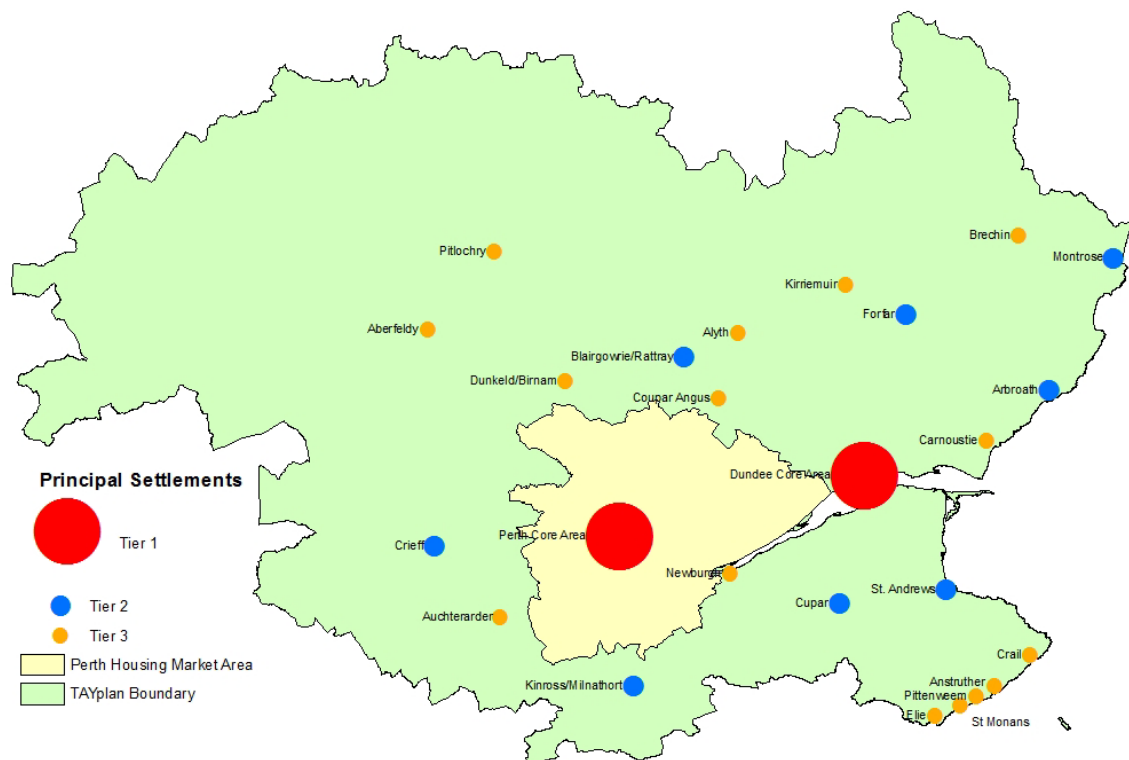 Brechin
Pitlochry
Montrose
Kirriemuir
Forfar
Aberfeldy
Alyth
Blairgowrie/Rattray
Dunkeld/Birnam
Arbroath
Coupar Angus
Carnoustie
Dundee Core Area
Principal Settlements
Tier 1
Perth Core Area
Crieff
Newburgh
St. Andrews
Tier 2
Cupar
Auchterarder
Tier 3
Crail
Perth Housing Market Area
Kinross/Milnathort
Anstruther
TAYplan Boundary
Pittenweem
Elie
St Monans